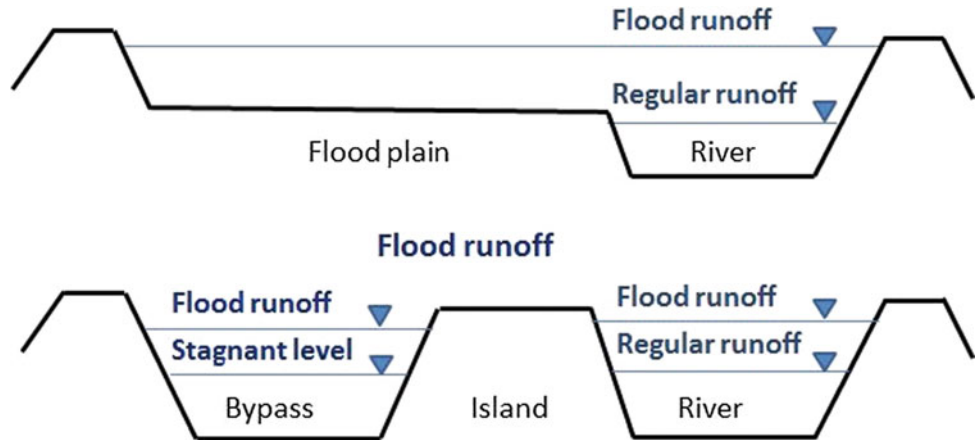 Flood runoff
Regular runoff
Flood plain
River
Flood runoff
Flood runoff
Flood runoff
Stagnant level
Regular runoff
Bypass
Island
River